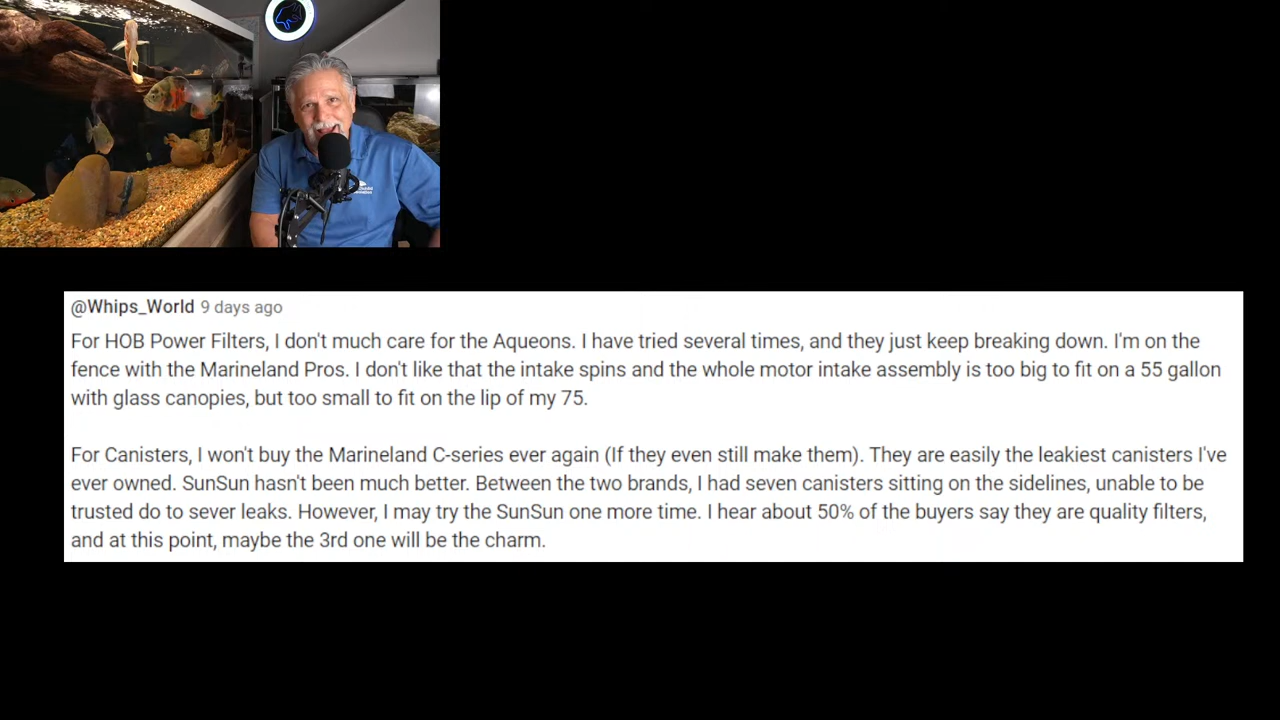 @Whips_World 9 days ago
For HOB Power Filters, I don't much care for the Aqueons. I have tried several times, and they just keep breaking down. I'm on the
fence with the Marineland Pros. I don't like that the intake spins and the whole motor intake assembly is too big to fit on a 55 gallon
with glass canopies, but too small to fit on the lip of my 75.
For Canisters, I won't buy the Marineland C-series ever again (If they even still make them). They are easily the leakiest canisters I've
ever owned. SunSun hasn't been much better. Between the two brands, I had seven canisters sitting on the sidelines, unable to be
trusted do to sever leaks. However, I may try the SunSun one more time. I hear about 50% of the buyers say they are quality filters,
and at this point, maybe the 3rd one will be the charm.